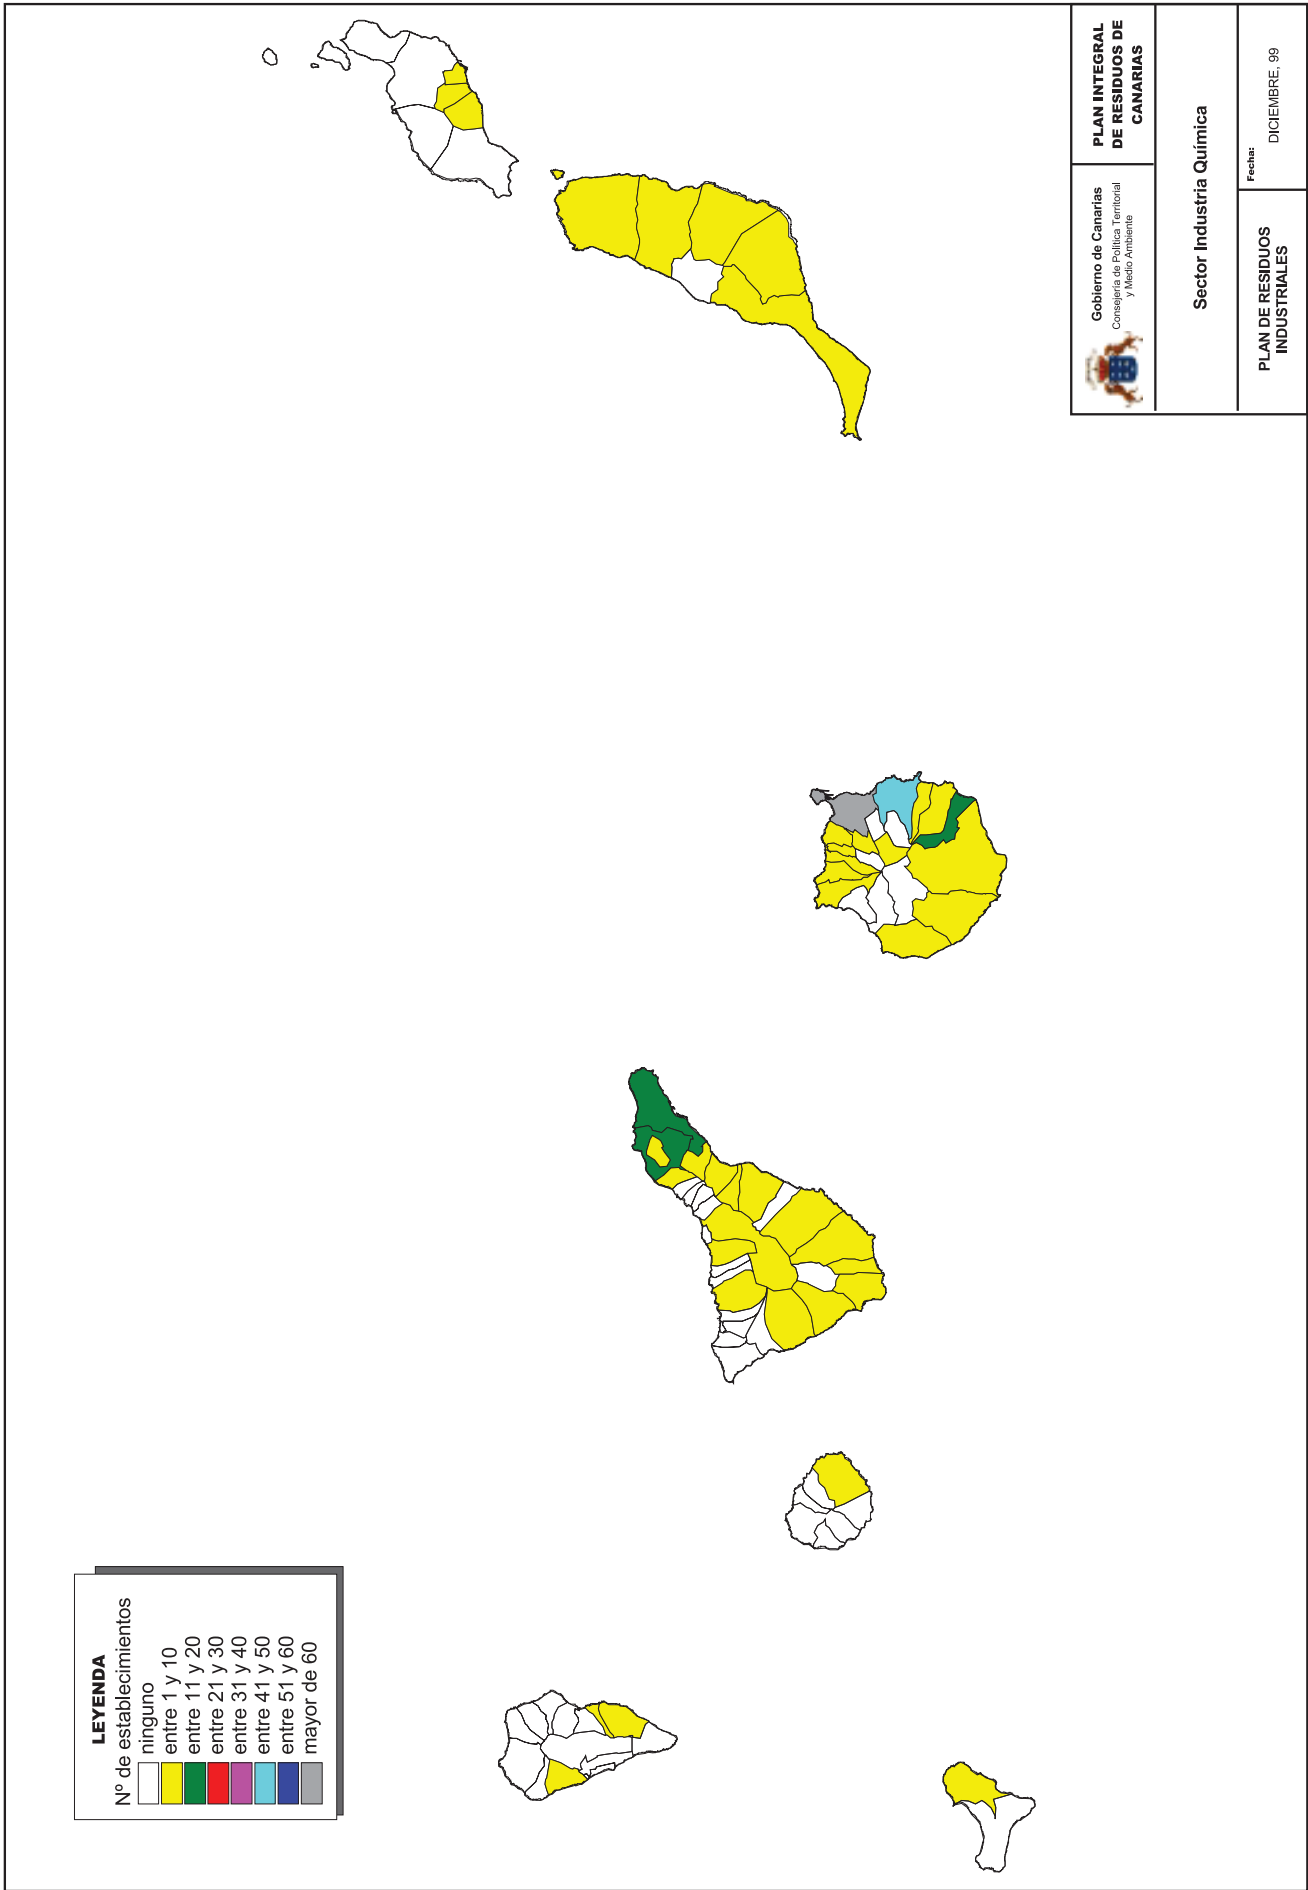 LEYENDA
Nº de establecimientos
ninguno
entre 1 y 10
entre 11 y 20
entre 21 y 30
entre 31 y 40
entre 41 y 50
entre 51 y 60
mayor de 60
Gobierno de Canarias
Consejería de Política Territorial
y Medio Ambiente
PLAN INTEGRAL
DE RESIDUOS DE
CANARIAS
Sector Industria Química
PLAN DE RESIDUOS
INDUSTRIALES
Fecha:
DICIEMBRE, 99